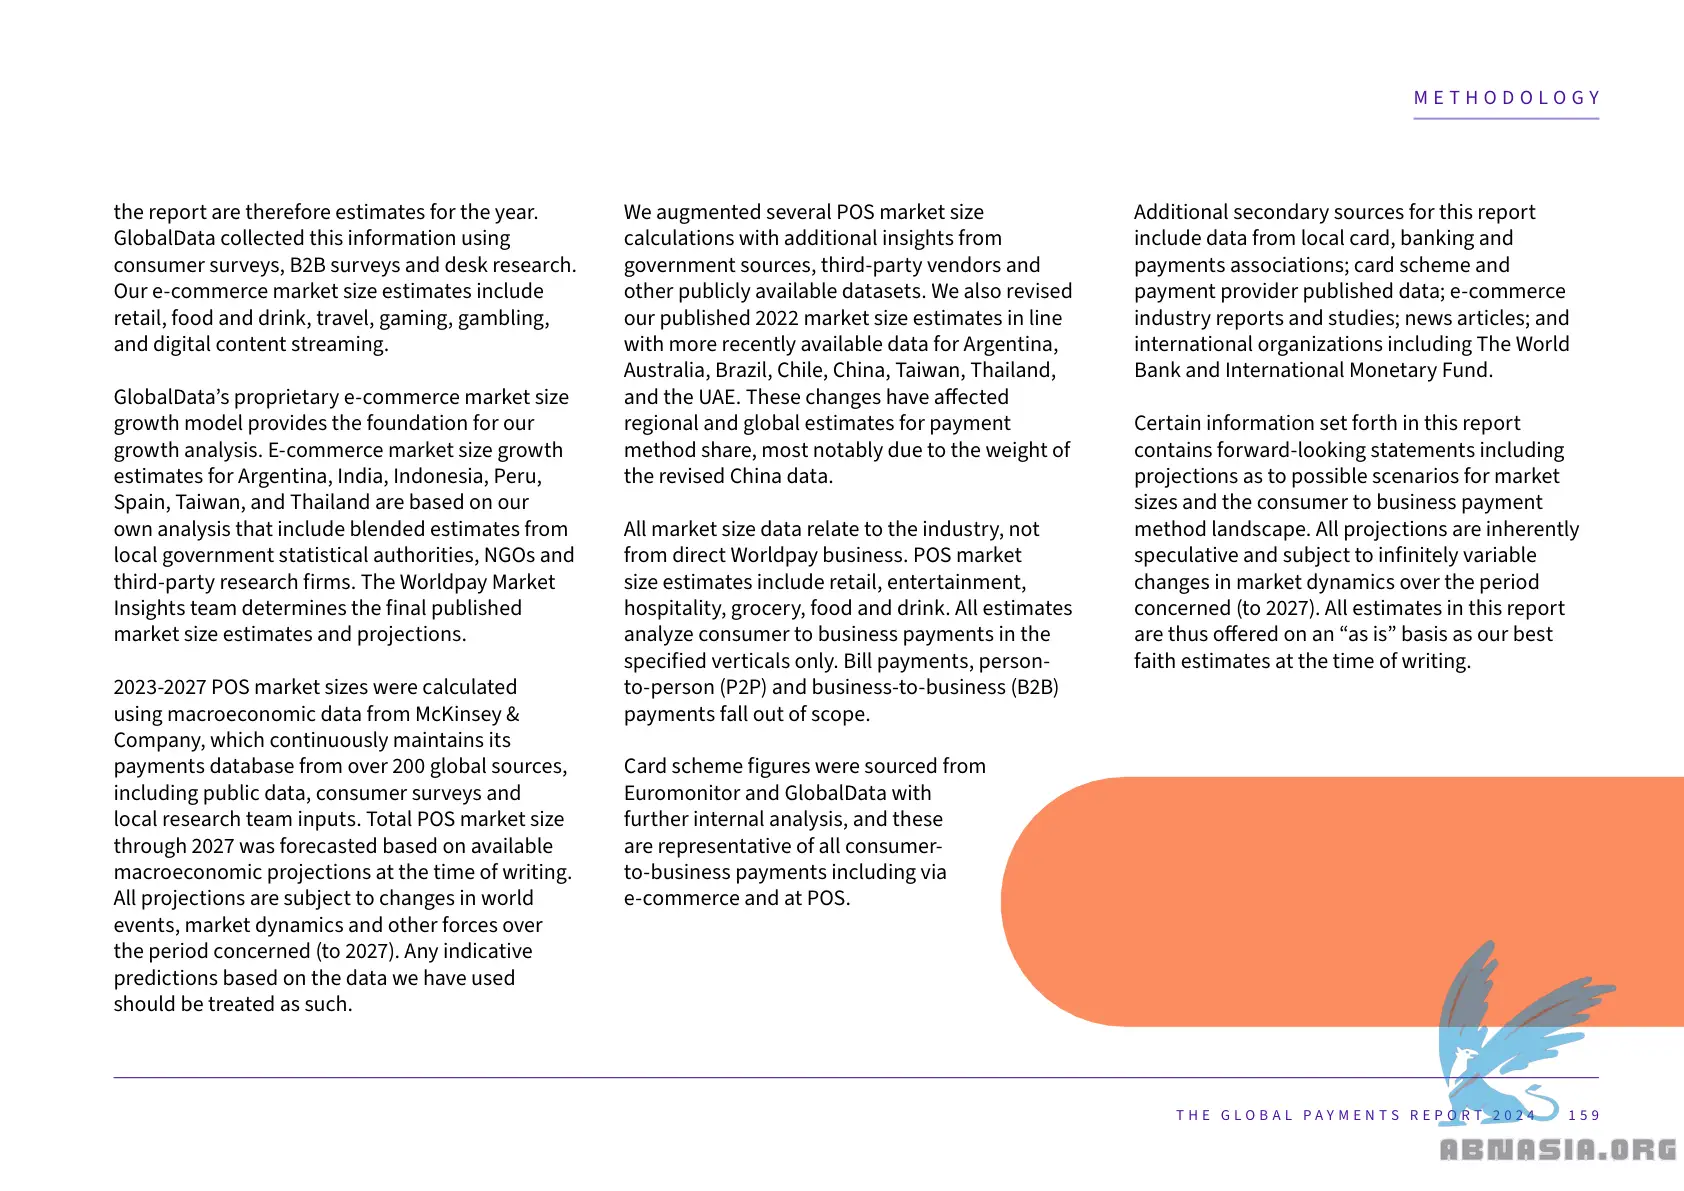 METHODOLOGY
the report are therefore estimates for the year.
GlobalData collected this information using
consumer surveys, B2B surveys and desk research.
Our e-commerce market size estimates include
retail, food and drink, travel, gaming, gambling,
and digital content streaming.
GlobalData’s proprietary e-commerce market size
growth model provides the foundation for our
growth analysis. E-commerce market size growth
estimates for Argentina, India, Indonesia, Peru,
Spain, Taiwan, and Thailand are based on our
own analysis that include blended estimates from
local government statistical authorities, NGOs and
third-party research firms. The Worldpay Market
Insights team determines the final published
market size estimates and projections.
2023-2027 POS market sizes were calculated
using macroeconomic data from McKinsey &
Company, which continuously maintains its
payments database from over 200 global sources,
including public data, consumer surveys and
local research team inputs. Total POS market size
through 2027 was forecasted based on available
macroeconomic projections at the time of writing.
All projections are subject to changes in world
events, market dynamics and other forces over
the period concerned (to 2027). Any indicative
predictions based on the data we have used
should be treated as such.
We augmented several POS market size
calculations with additional insights from
government sources, third-party vendors and
other publicly available datasets. We also revised
our published 2022 market size estimates in line
with more recently available data for Argentina,
Australia, Brazil, Chile, China, Taiwan, Thailand,
and the UAE. These changes have affected
regional and global estimates for payment
method share, most notably due to the weight of
the revised China data.
All market size data relate to the industry, not
from direct Worldpay business. POS market
size estimates include retail, entertainment,
hospitality, grocery, food and drink. All estimates
analyze consumer to business payments in the
specified verticals only. Bill payments, person-
to-person (P2P) and business-to-business (B2B)
payments fall out of scope.
Card scheme figures were sourced from
Euromonitor and GlobalData with
further internal analysis, and these
are representative of all consumer-
to-business payments including via
e-commerce and at POS.
Additional secondary sources for this report
include data from local card, banking and
payments associations; card scheme and
payment provider published data; e-commerce
industry reports and studies; news articles; and
international organizations including The World
Bank and International Monetary Fund.
Certain information set forth in this report
contains forward-looking statements including
projections as to possible scenarios for market
sizes and the consumer to business payment
method landscape. All projections are inherently
speculative and subject to infinitely variable
changes in market dynamics over the period
concerned (to 2027). All estimates in this report
are thus offered on an “as is” basis as our best
faith estimates at the time of writing.
THE GLOBAL PAYMENTS REPORT 2024 159
ABNASIA.ORG